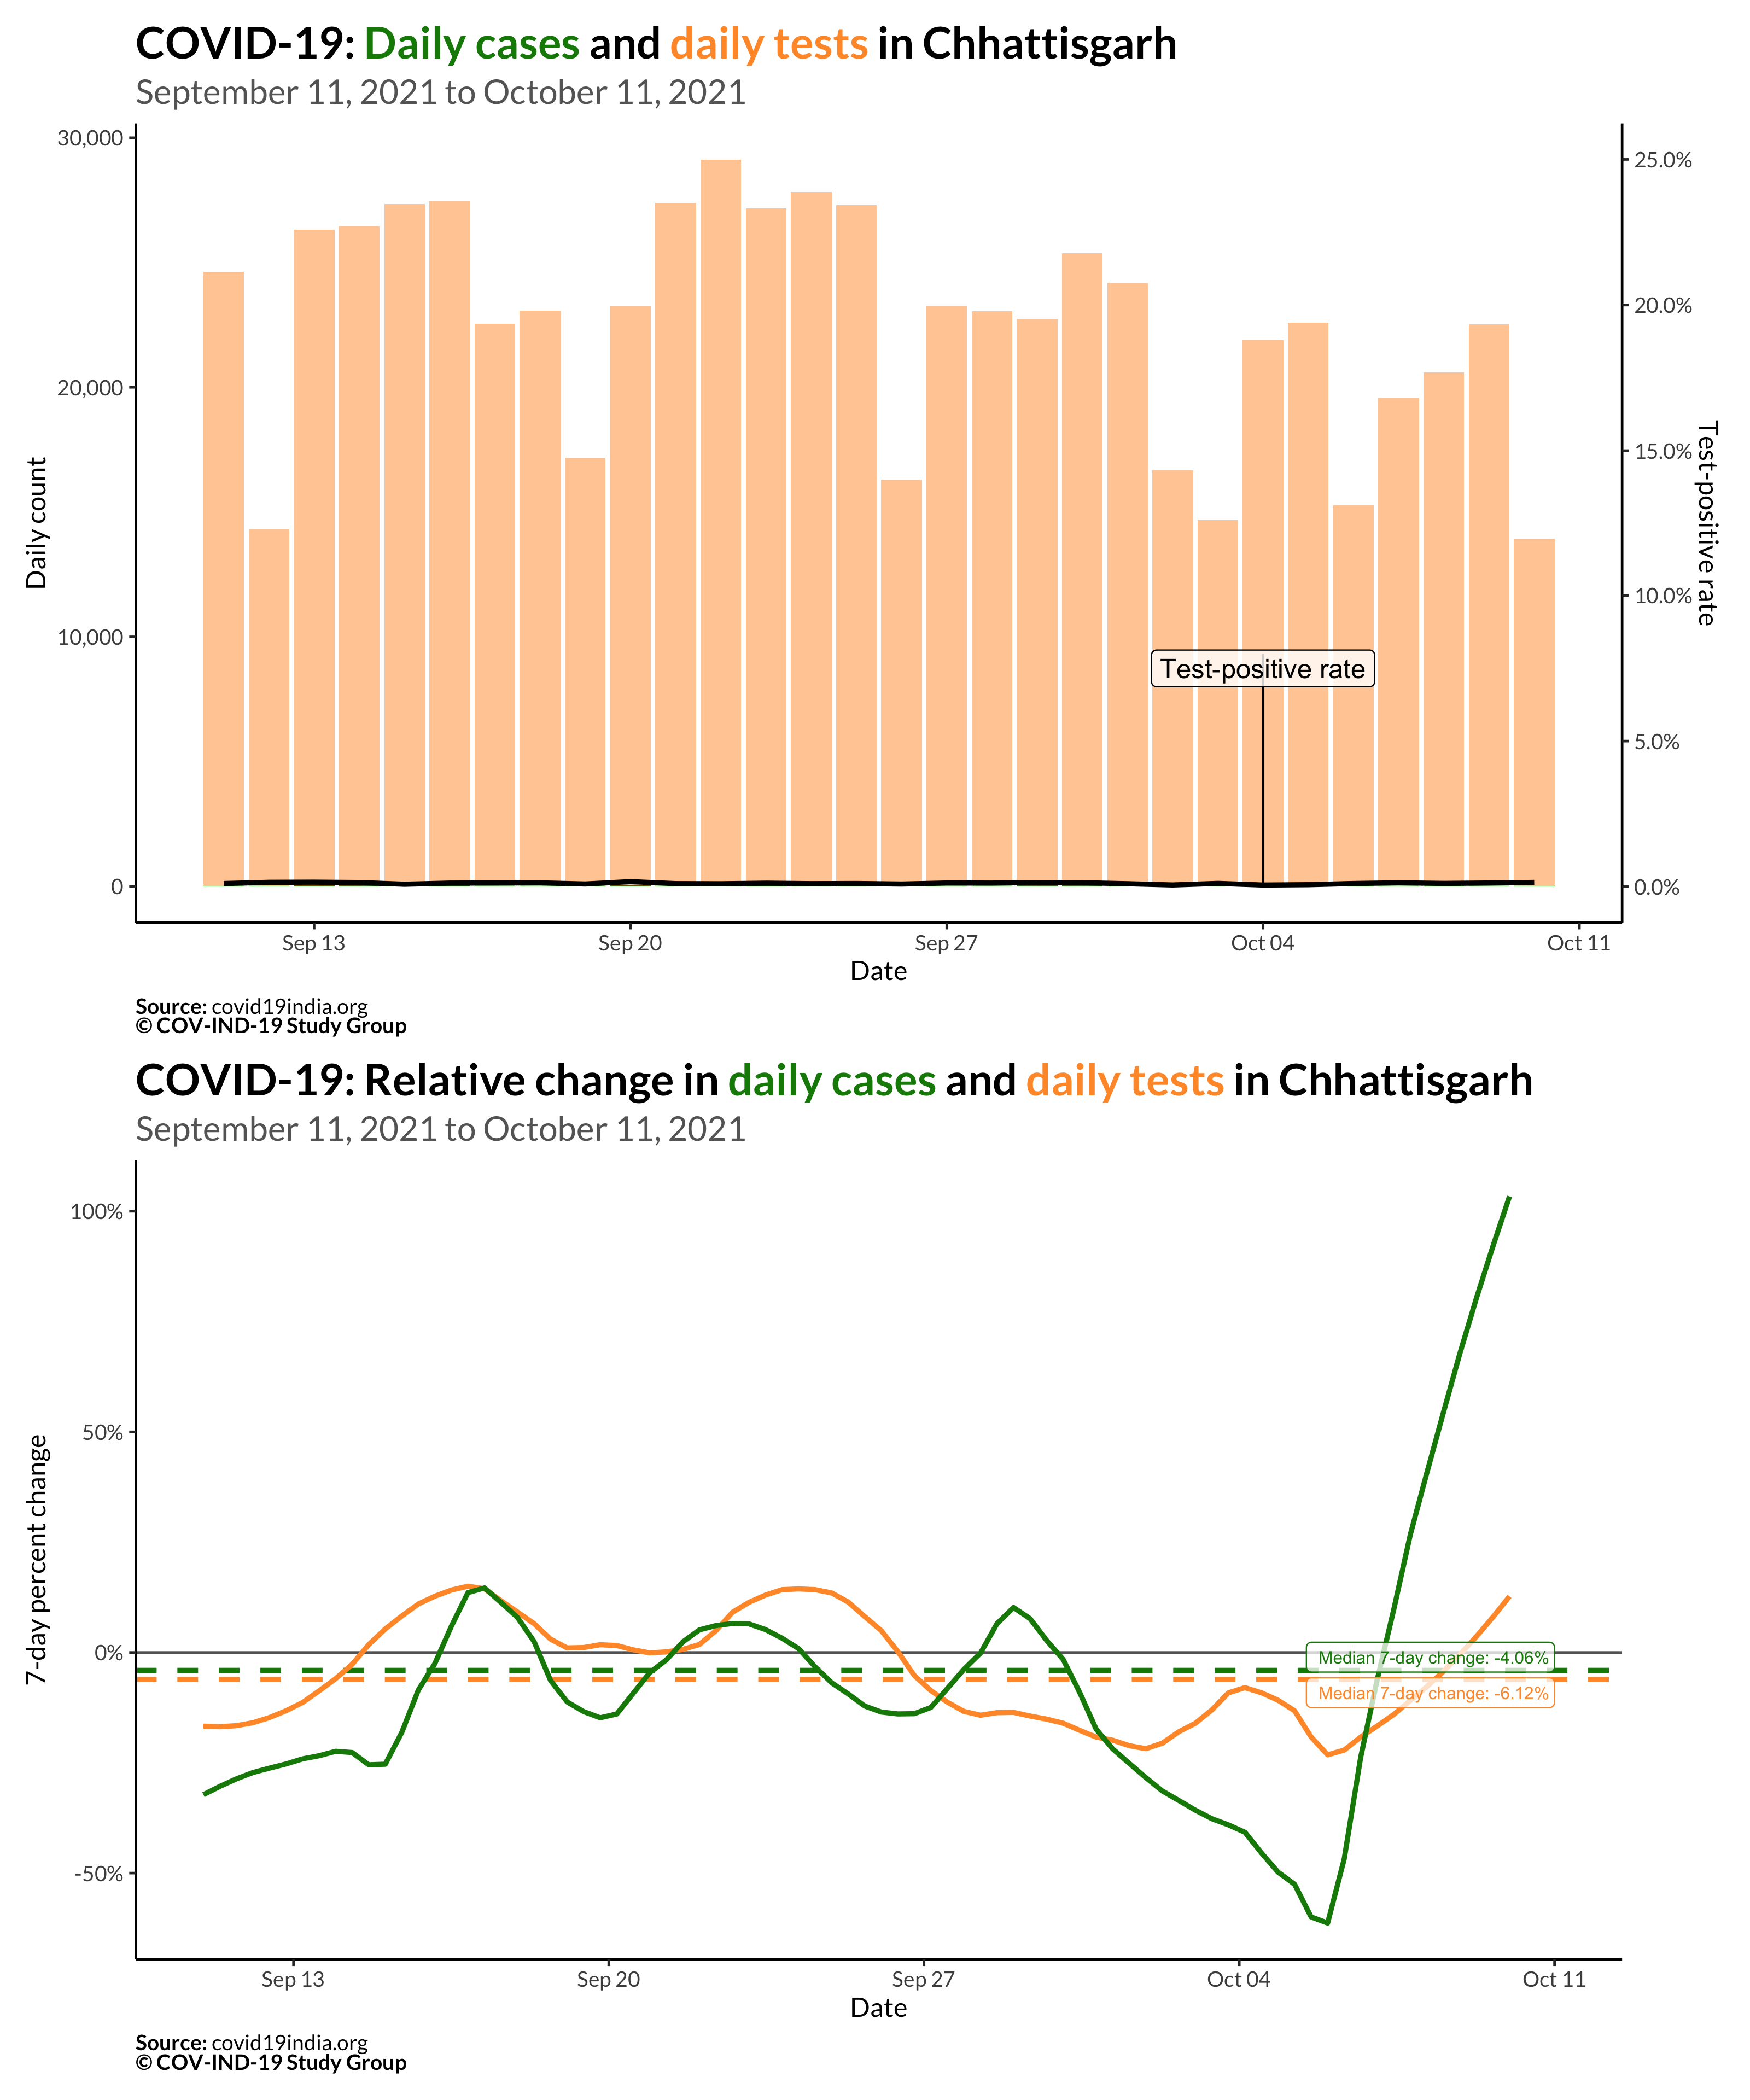 COVID-19: Daily cases and daily tests in Chhattisgarh
September 11, 2021 to October 11, 2021
30,000
20,000
10,000
0
Daily count
25.0%
20.0%
15.0%
10.0%
5.0%
0.0%
Test-positive rate
Test-positive rate
Sep 13
Sep 20
Sep 27
Oct 04
Oct 11
Date
Source: covid19india.org
© COV-IND-19 Study Group
COVID-19: Relative change in daily cases and daily tests in Chhattisgarh
September 11, 2021 to October 11, 2021
100%
50%
0%
-50%
7-day percent change
Median 7-day change: -4.06%
Median 7-day change: -6.12%
Sep 13
Sep 20
Sep 27
Oct 04
Oct 11
Date
Source: covid19india.org
© COV-IND-19 Study Group